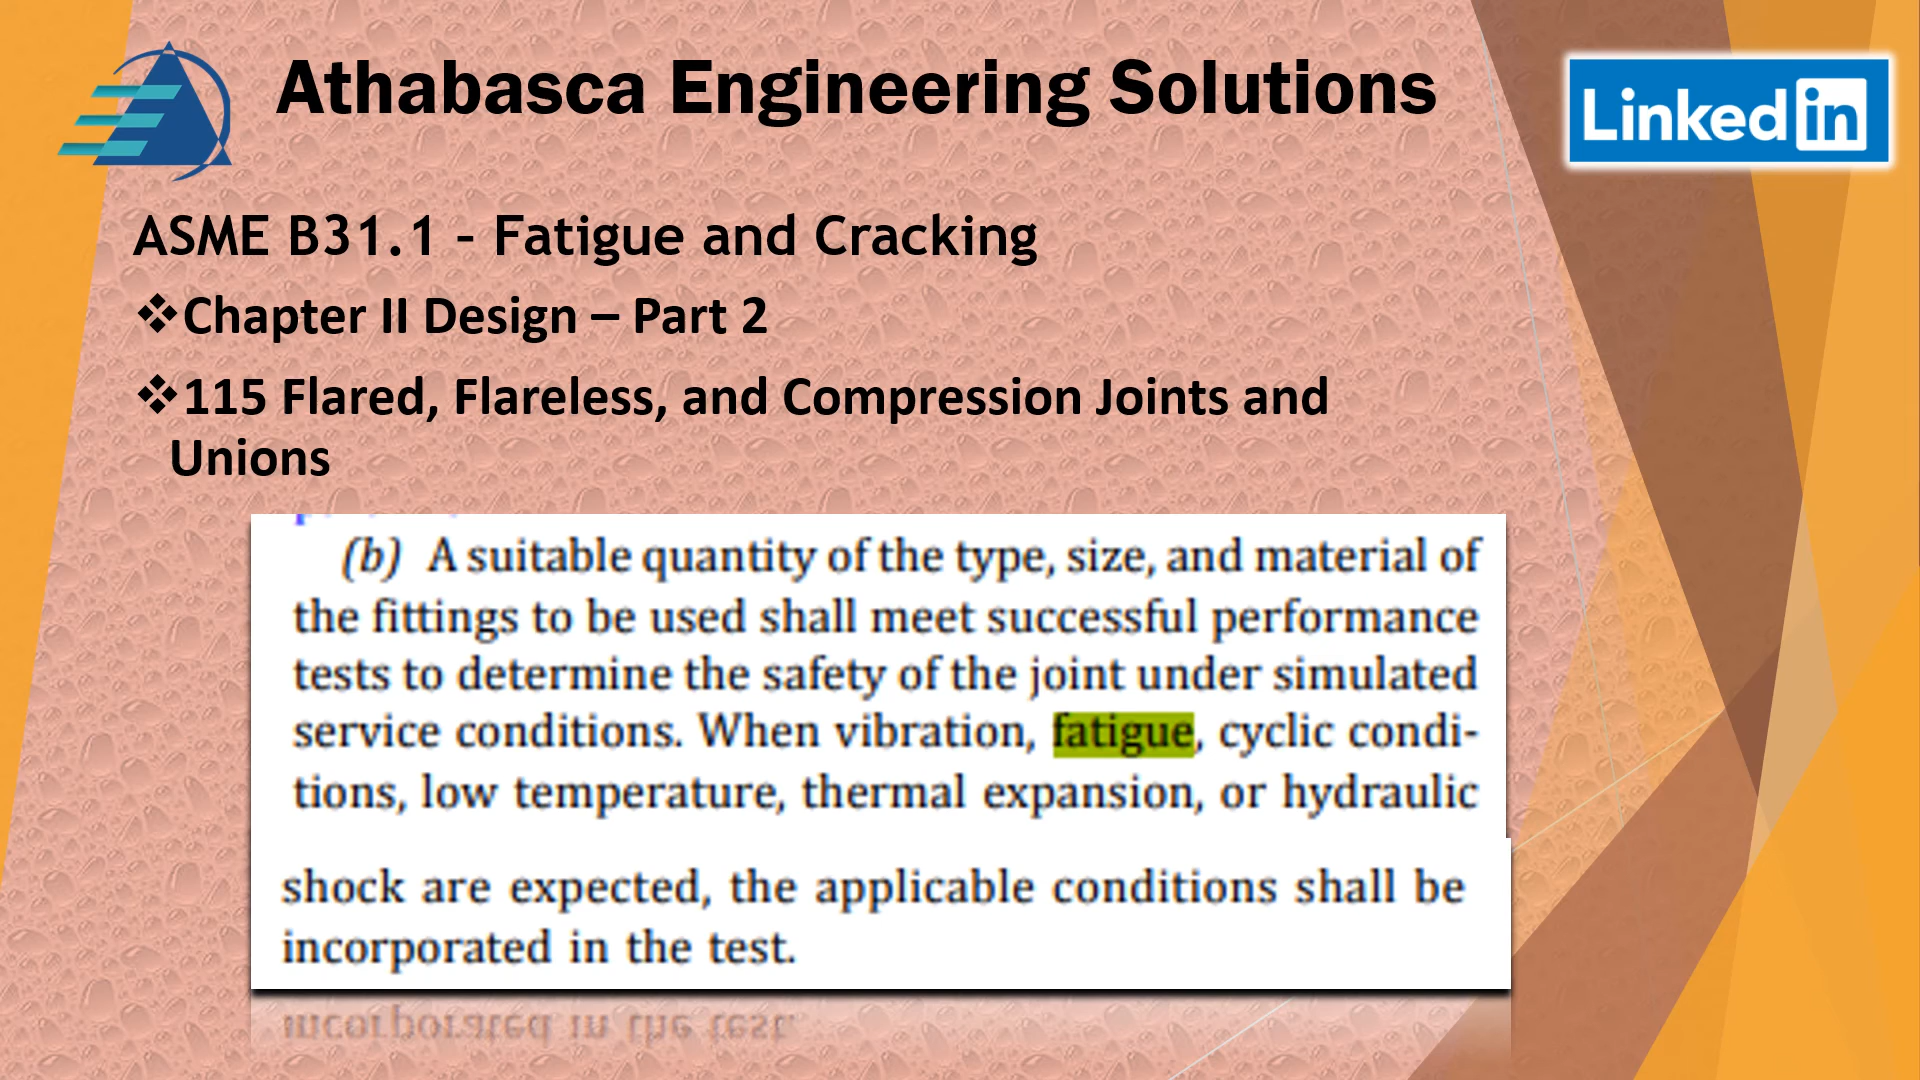 Athabasca Engineering Solutions
Linked in
ASME B31.1 – Fatigue and Cracking
❖Chapter II Design – Part 2
❖115 Flared, Flareless, and Compression Joints and
Unions
(b) A suitable quantity of the type, size, and material of
the fittings to be used shall meet successful performance
tests to determine the safety of the joint under simulated
service conditions. When vibration, fatigue, cyclic condi-
tions, low temperature, thermal expansion, or hydraulic
shock are expected, the applicable conditions shall be
incorporated in the test.